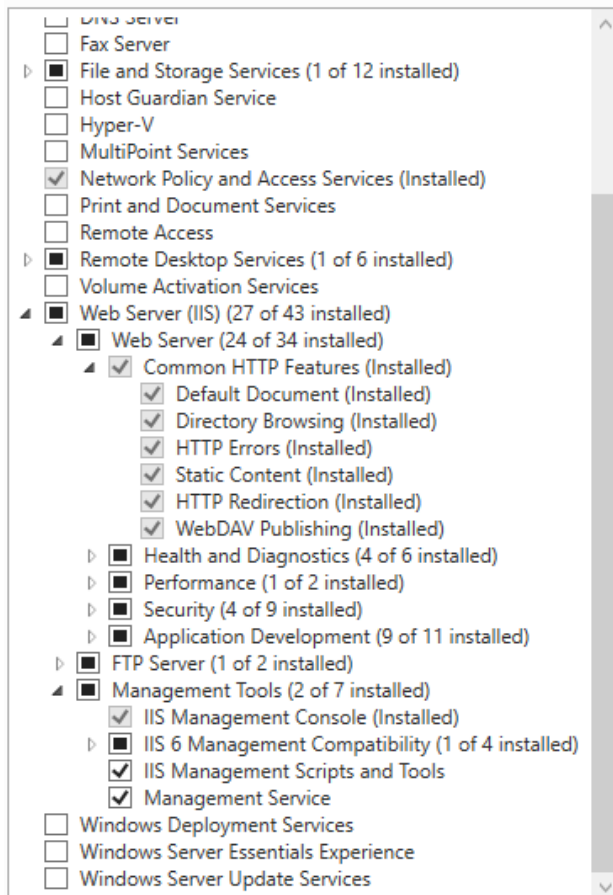 DNS Server
Fax Server
File and Storage Services (1 of 12 installed)
Host Guardian Service
Hyper-V
MultiPoint Services
Network Policy and Access Services (Installed)
Print and Document Services
Remote Access
Remote Desktop Services (1 of 6 installed)
Volume Activation Services
Web Server (IIS) (27 of 43 installed)
Web Server (24 of 34 installed)
Common HTTP Features (Installed)
Default Document (Installed)
Directory Browsing (Installed)
HTTP Errors (Installed)
Static Content (Installed)
HTTP Redirection (Installed)
WebDAV Publishing (Installed)
Health and Diagnostics (4 of 6 installed)
Performance (1 of 2 installed)
Security (4 of 9 installed)
Application Development (9 of 11 installed)
FTP Server (1 of 2 installed)
Management Tools (2 of 7 installed)
IIS Management Console (Installed)
IIS 6 Management Compatibility (1 of 4 installed)
IIS Management Scripts and Tools
Management Service
Windows Deployment Services
Windows Server Essentials Experience
Windows Server Update Services